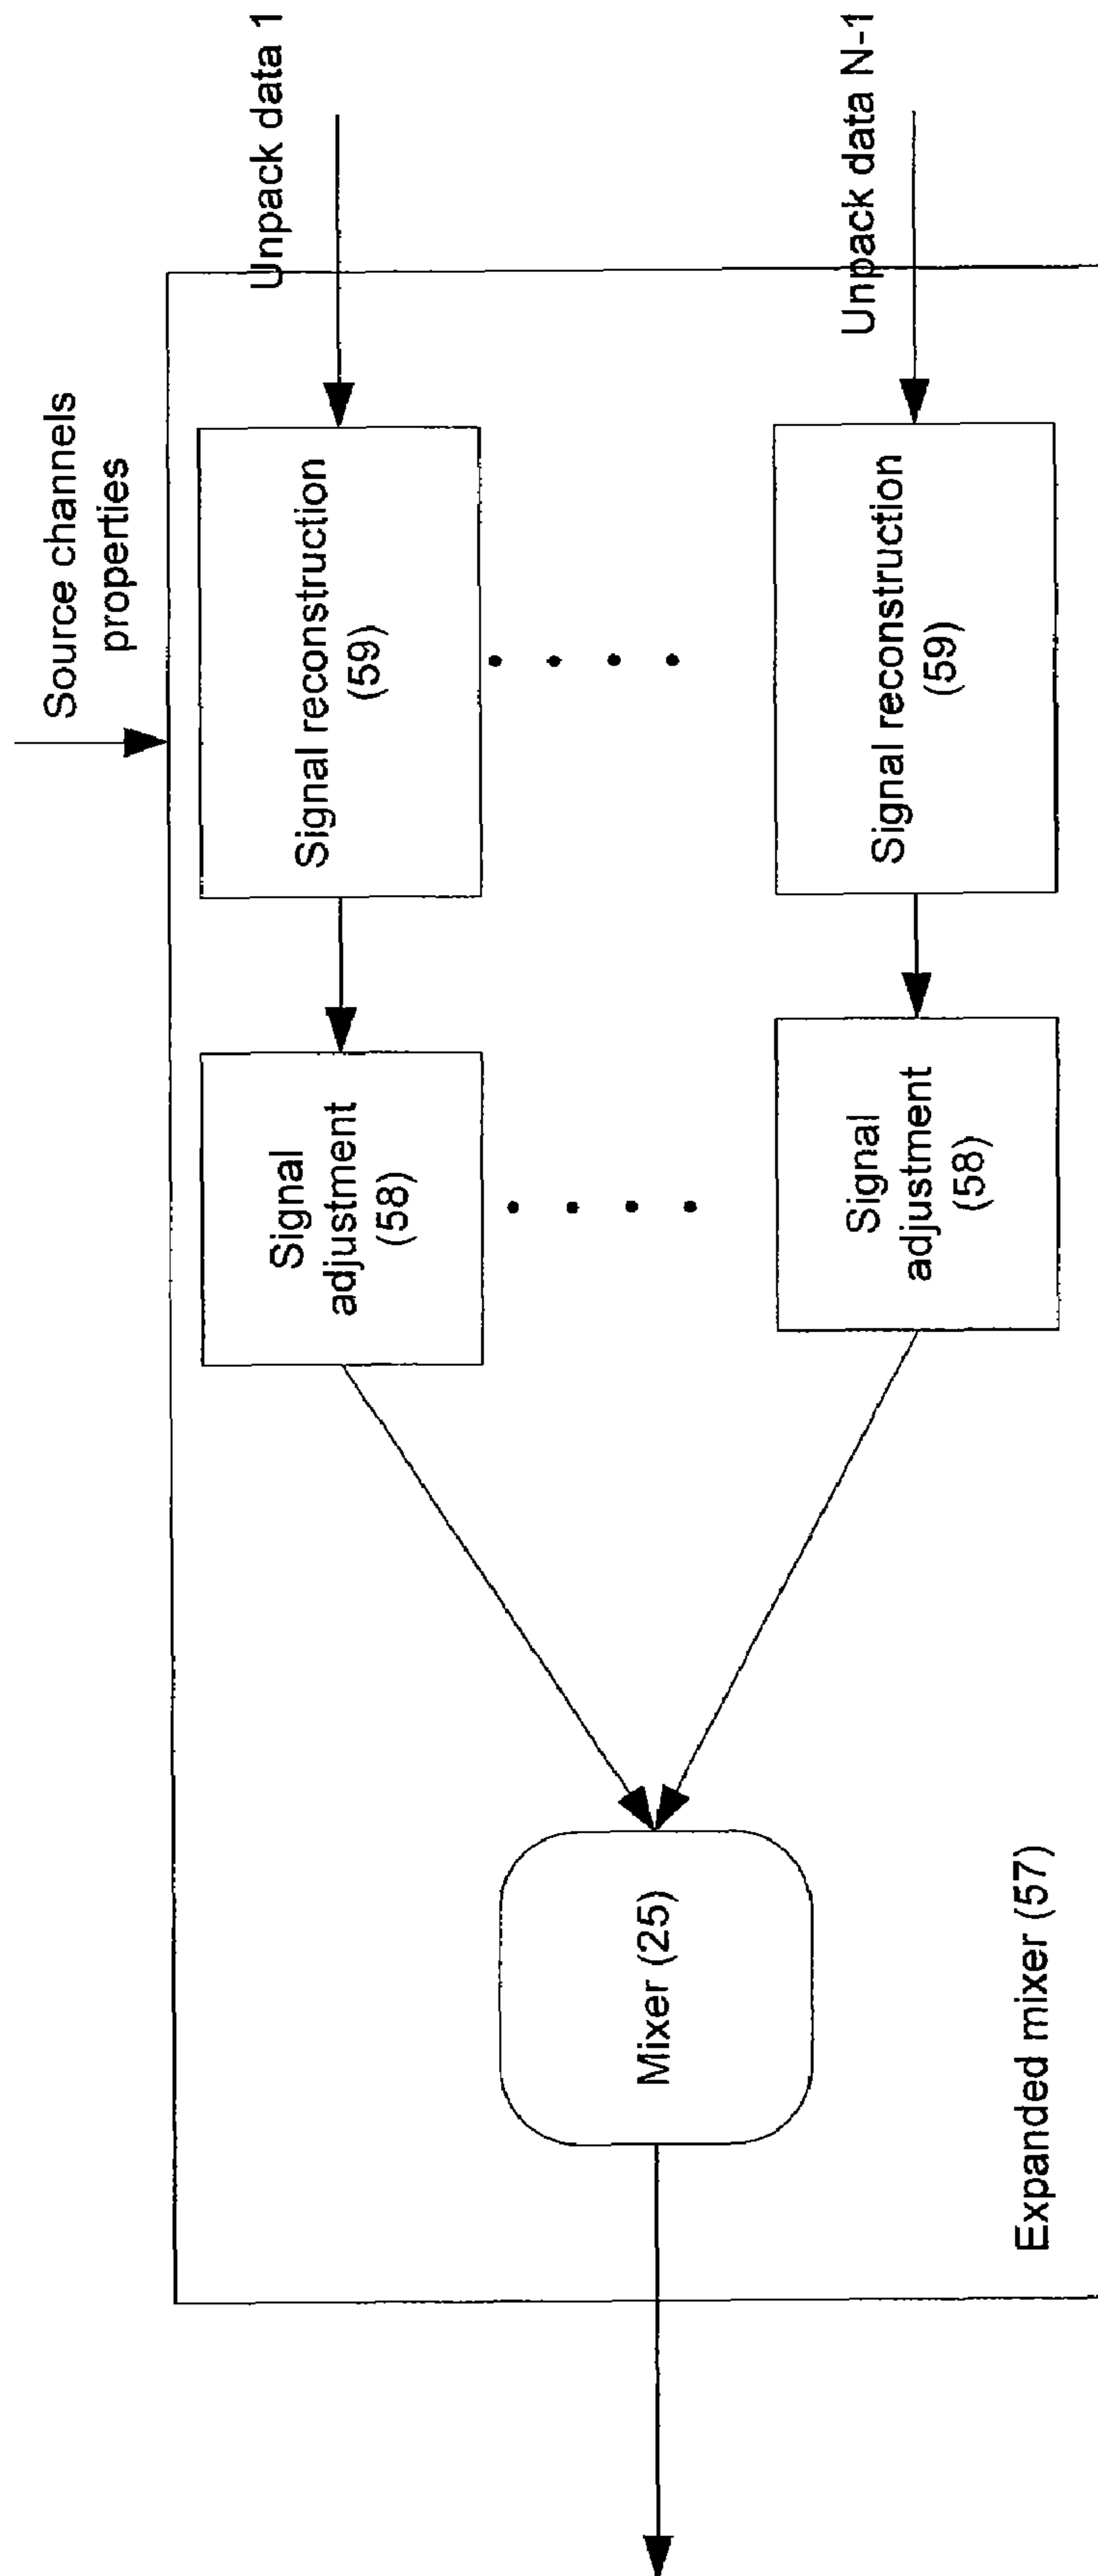 Source channels
properties
Unpack data 1
Signal reconstruction
(59)
Signal
adjustment
(58)
Unpack data N-1
Signal reconstruction
(59)
Signal
adjustment
(58)
Mixer (25)
Expanded mixer (57)